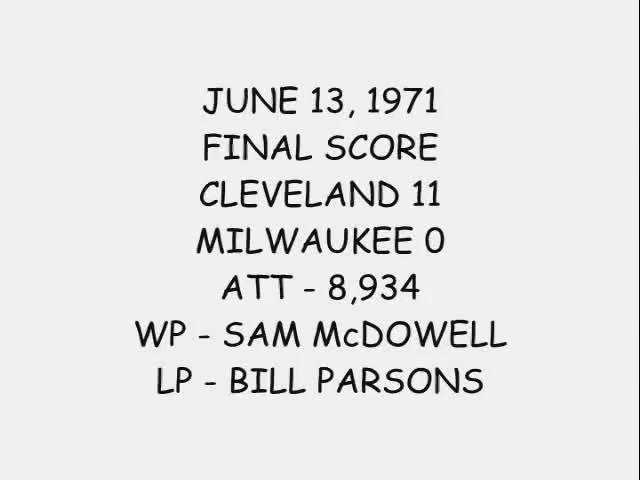 JUNE 13, 1971
FINAL SCORE
CLEVELAND 11
MILWAUKEE 0
ATT - 8,934
WP - SAM McDOWELL
LP - BILL PARSONS